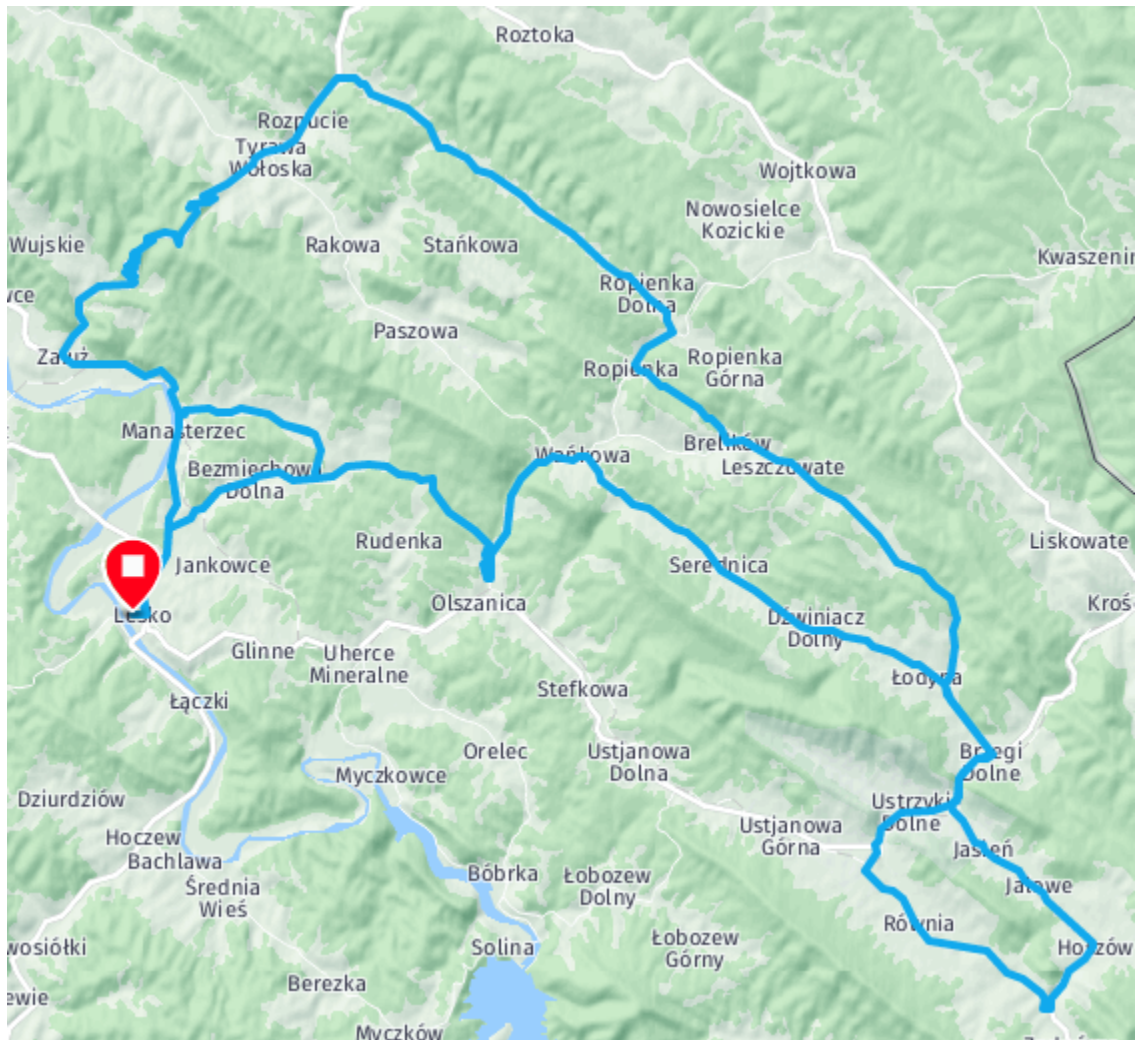 Roztoka
Rozpucie
Tyrawa
Wołoska
Wojtkowa
Nowosielce
Kozickie
Wujskie
Rakowa
Stańkowa
Kwaszenin
Ropienka
Dolna
Paszowa
Załuż
Ropienka
Ropienka
Górna
Manasterzec
Wańkowa
Brelików
Leszczowate
Bezmiechowa
Dolna
Rudenka
Liskowate
Jankowce
Serednica
Olszanica
Lesko
Dźwiniacz
Dolny
Glinne
Uherce
Mineralne
Łodyna
Stefkowa
Łączki
Orelec
Ustjanowa
Dolna
Brzegi
Dolne
Myczkowce
Dziurdziów
Ustrzyki
Dolne
Ustjanowa
Górna
Hoczew
Bachlawa
Jasień
Średnia
Wieś
Bóbrka
Łobozew
Dolny
Jałowe
Równia
Solina
Łobozew
Górny
Hoszów
Berezka
Myczków